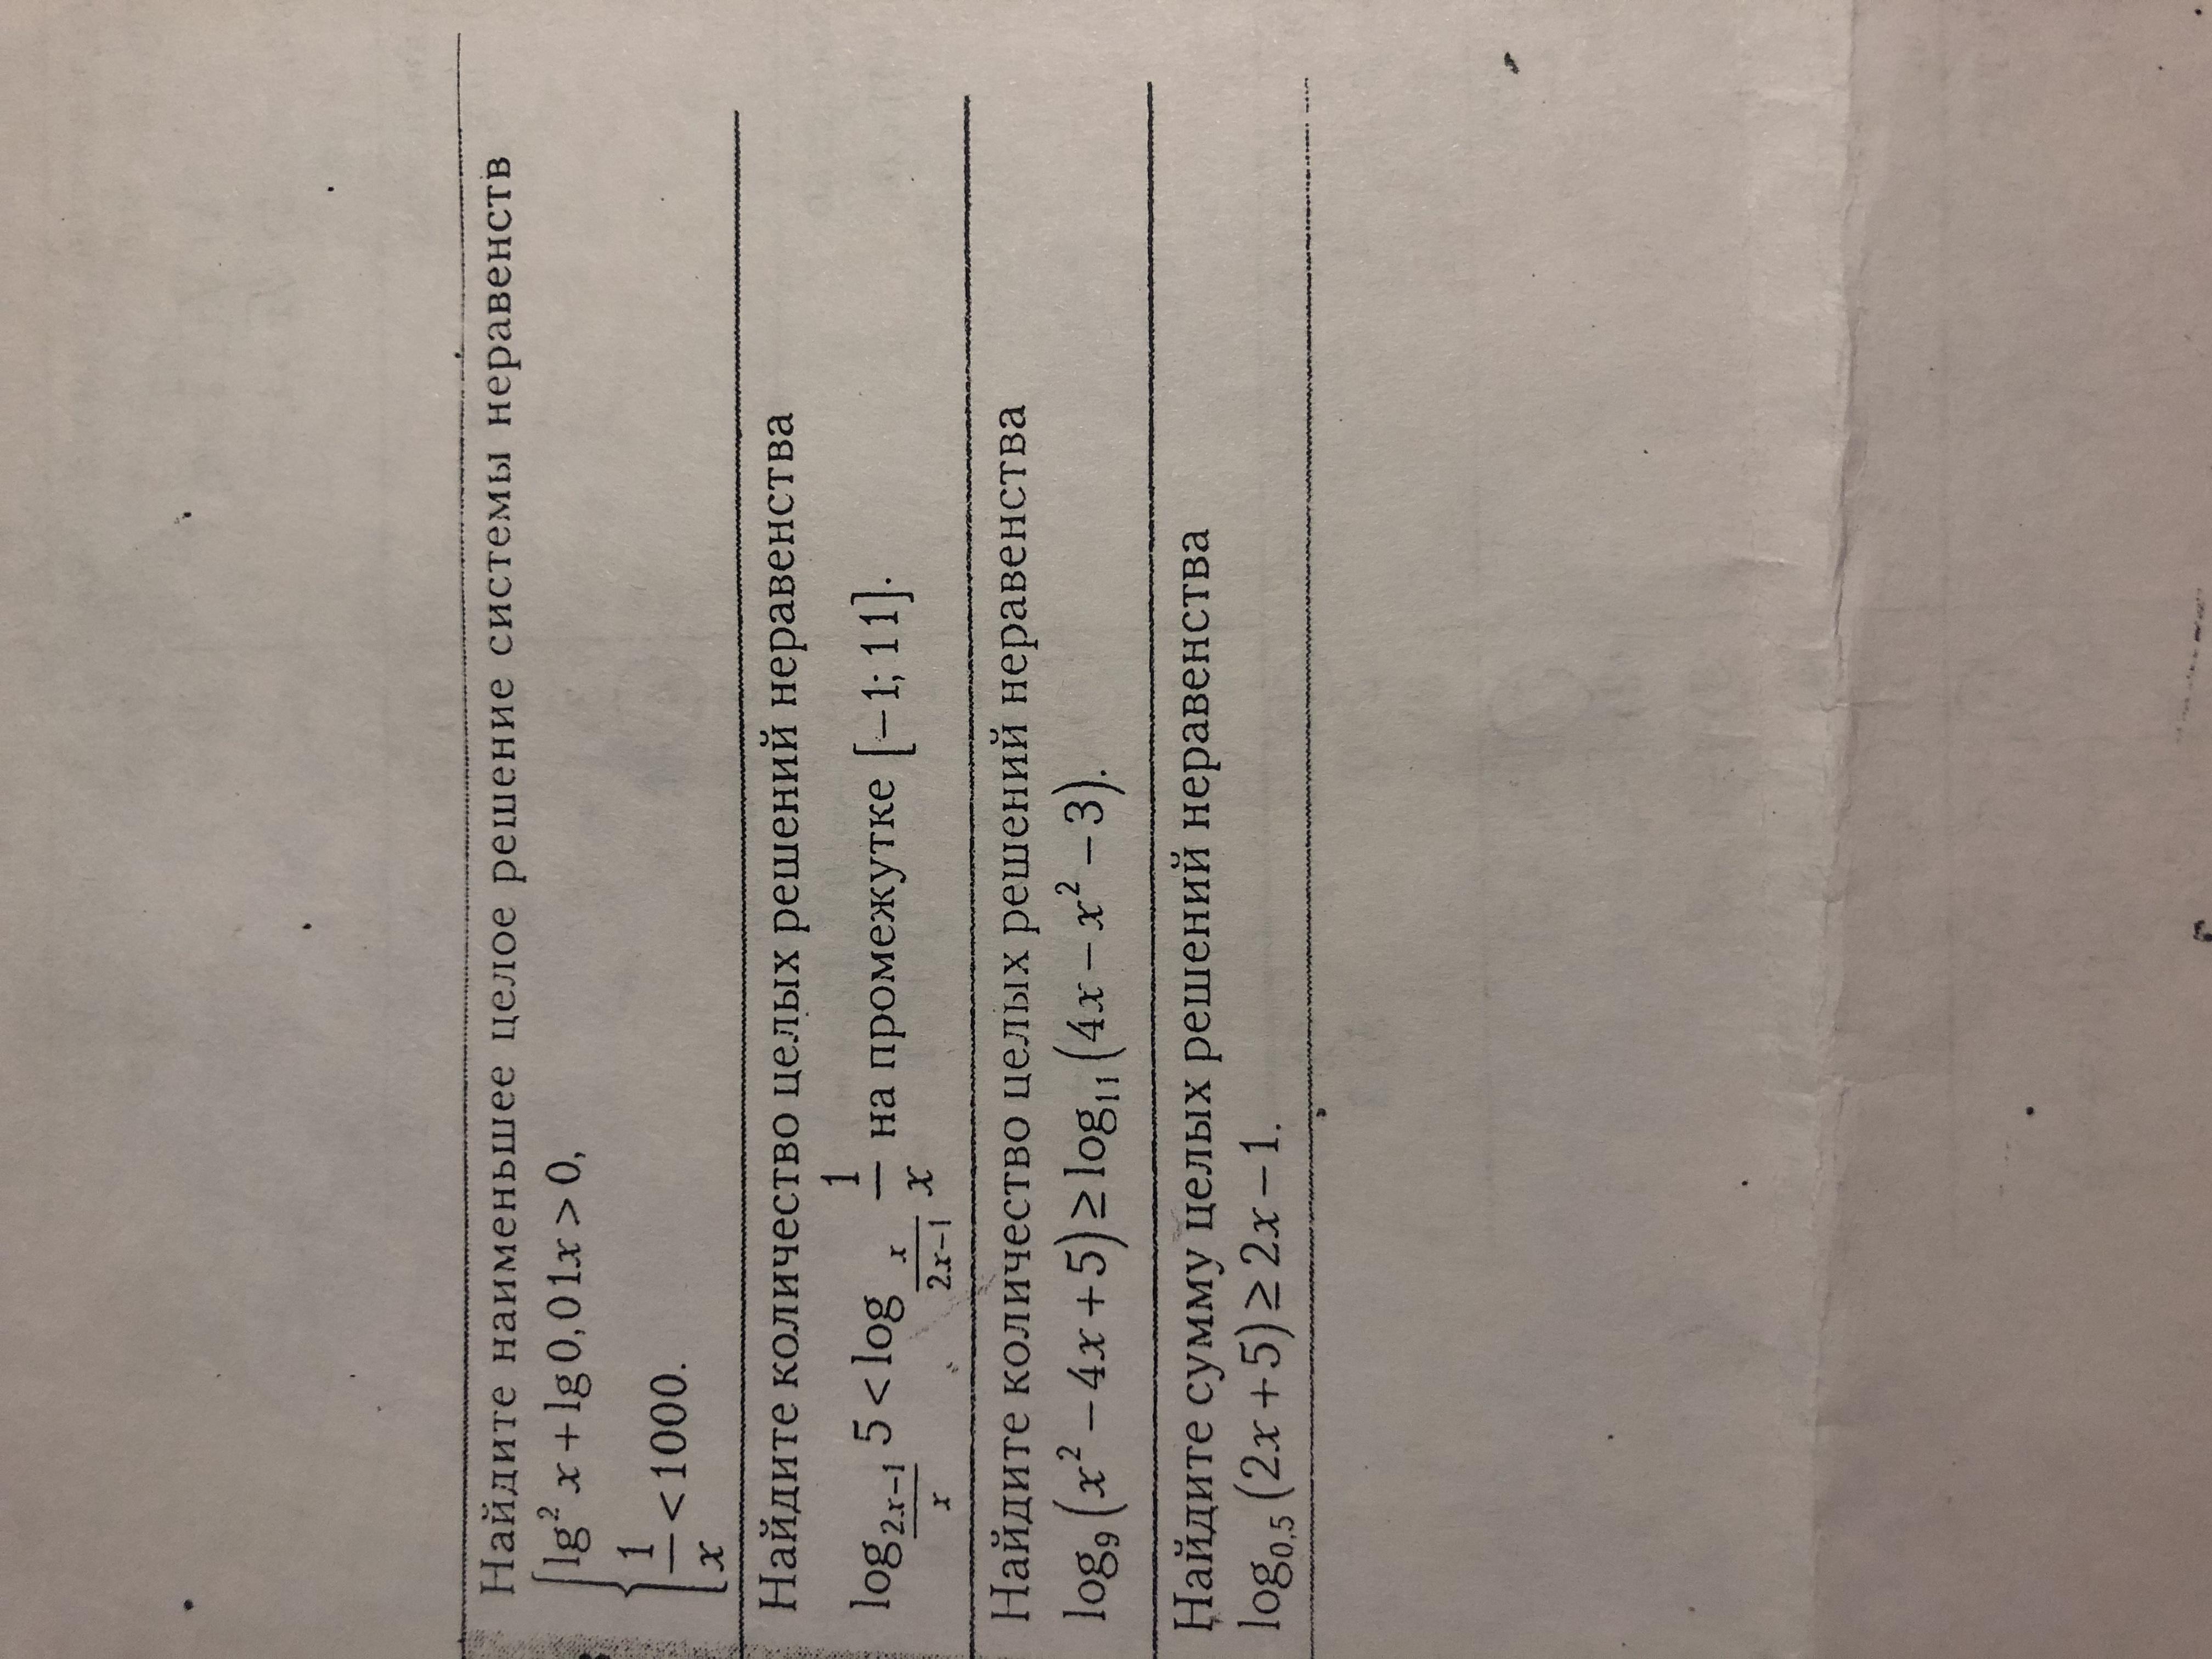 Найдите наименьшее целое решение системы неравенств
{lg² x + lg 0,01x > 0,
1/x < 1000.
Найдите количество целых решений неравенства
log_{(2x−1)/x} 5 < log_{x/(2x−1)} 1/x на промежутке [−1; 11].
Найдите количество целых решений неравенства
log₉(x² − 4x + 5) ≥ log₁₁(4x − x² − 3).
Найдите сумму целых решений неравенства
log_{0,5}(2x + 5) ≥ 2x − 1.